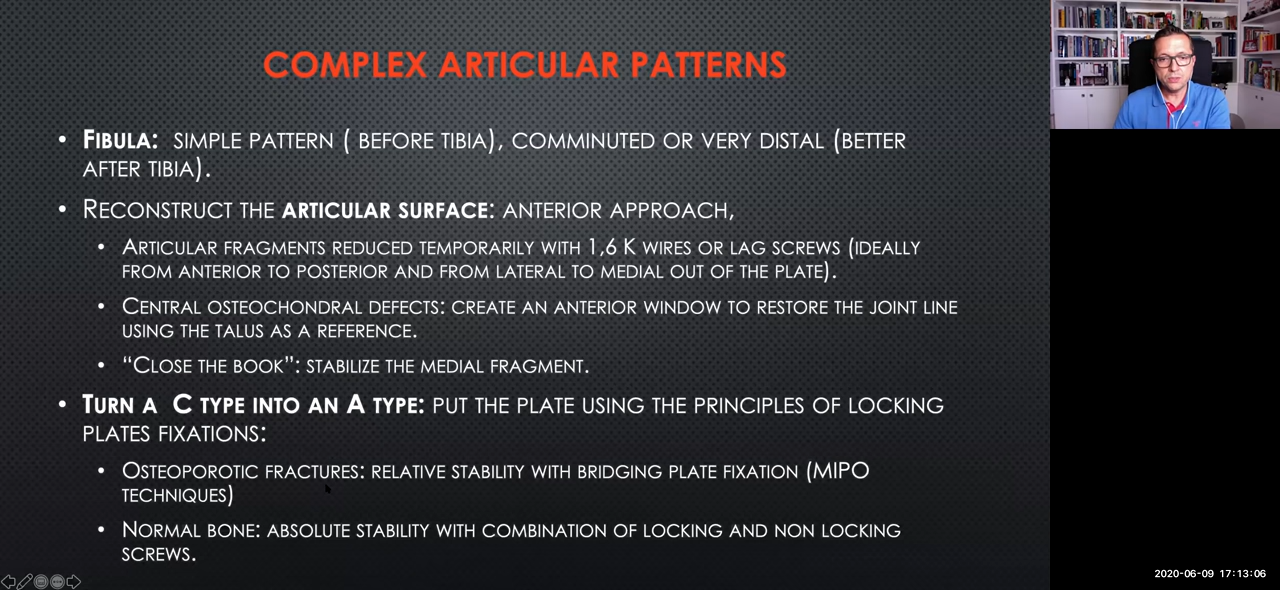 COMPLEX ARTICULAR PATTERNS
• FIBULA: SIMPLE PATTERN ( BEFORE TIBIA), COMMINUTED OR VERY DISTAL (BETTER
AFTER TIBIA).
• RECONSTRUCT THE ARTICULAR SURFACE: ANTERIOR APPROACH,
• ARTICULAR FRAGMENTS REDUCED TEMPORARILY WITH 1,6 K WIRES OR LAG SCREWS (IDEALLY
FROM ANTERIOR TO POSTERIOR AND FROM LATERAL TO MEDIAL OUT OF THE PLATE).
• CENTRAL OSTEOCHONDRAL DEFECTS: CREATE AN ANTERIOR WINDOW TO RESTORE THE JOINT LINE
USING THE TALUS AS A REFERENCE.
• “CLOSE THE BOOK”: STABILIZE THE MEDIAL FRAGMENT.
• TURN A C TYPE INTO AN A TYPE: PUT THE PLATE USING THE PRINCIPLES OF LOCKING
PLATES FIXATIONS:
• OSTEOPOROTIC FRACTURES: RELATIVE STABILITY WITH BRIDGING PLATE FIXATION (MIPO
TECHNIQUES)
• NORMAL BONE: ABSOLUTE STABILITY WITH COMBINATION OF LOCKING AND NON LOCKING
SCREWS.
2020-06-09 17:13:06